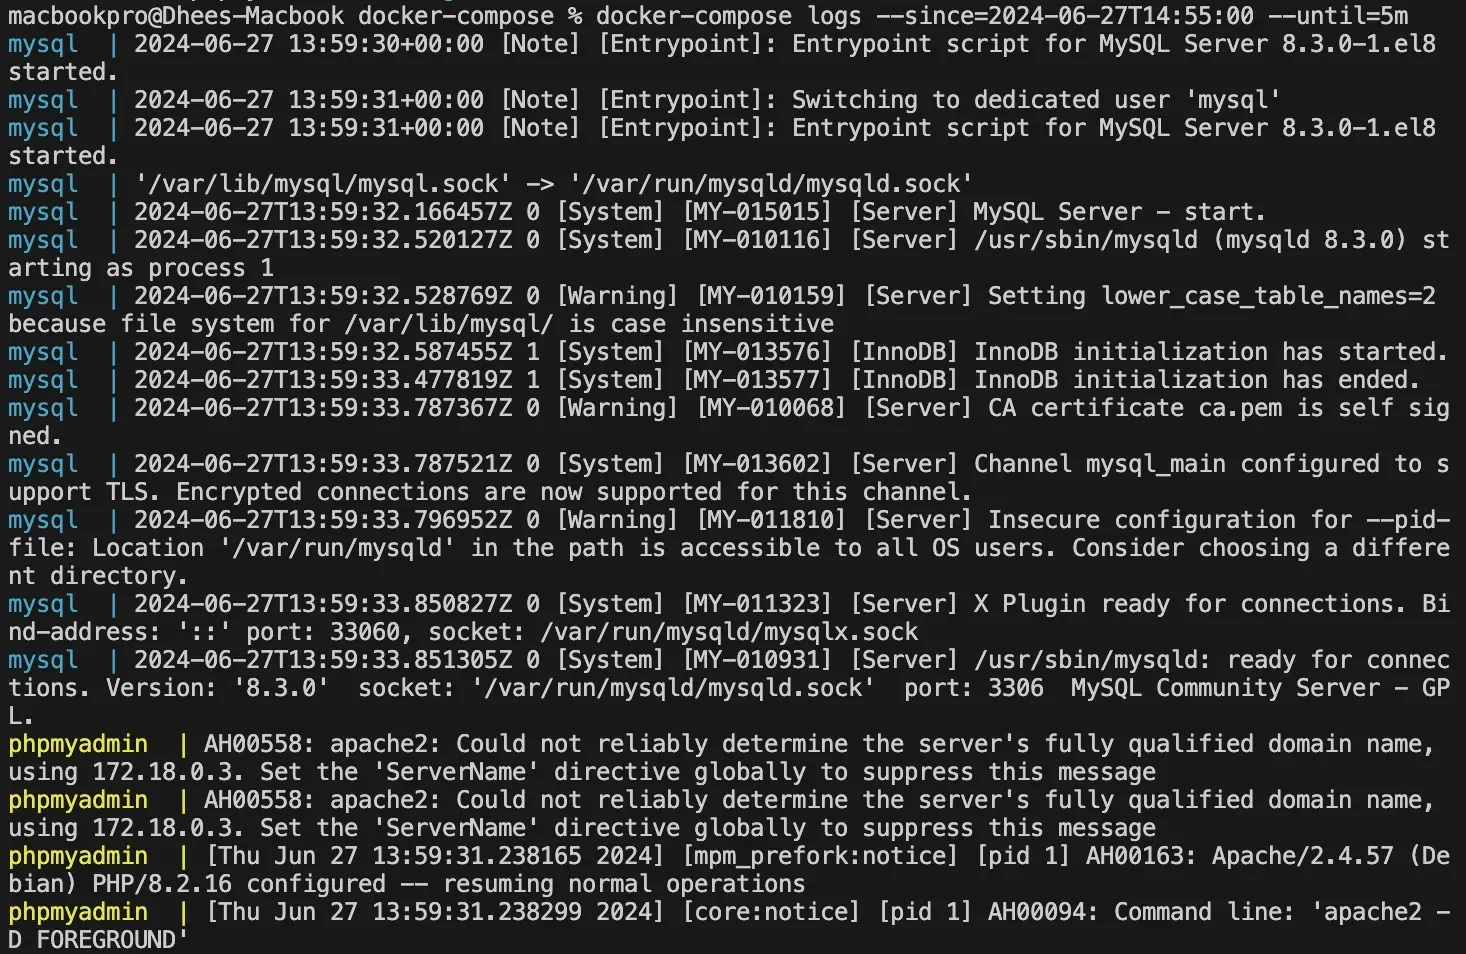 macbookpro@Dhees-Macbook docker-compose % docker-compose logs --since=2024-06-27T14:55:00 --until=5m
mysql  | 2024-06-27 13:59:30+00:00 [Note] [Entrypoint]: Entrypoint script for MySQL Server 8.3.0-1.el8
started.
mysql  | 2024-06-27 13:59:31+00:00 [Note] [Entrypoint]: Switching to dedicated user 'mysql'
mysql  | 2024-06-27 13:59:31+00:00 [Note] [Entrypoint]: Entrypoint script for MySQL Server 8.3.0-1.el8
started.
mysql  | '/var/lib/mysql/mysql.sock' -> '/var/run/mysqld/mysqld.sock'
mysql  | 2024-06-27T13:59:32.166457Z 0 [System] [MY-015015] [Server] MySQL Server - start.
mysql  | 2024-06-27T13:59:32.520127Z 0 [System] [MY-010116] [Server] /usr/sbin/mysqld (mysqld 8.3.0) st
arting as process 1
mysql  | 2024-06-27T13:59:32.528769Z 0 [Warning] [MY-010159] [Server] Setting lower_case_table_names=2
because file system for /var/lib/mysql/ is case insensitive
mysql  | 2024-06-27T13:59:32.587455Z 1 [System] [MY-013576] [InnoDB] InnoDB initialization has started.
mysql  | 2024-06-27T13:59:33.477819Z 1 [System] [MY-013577] [InnoDB] InnoDB initialization has ended.
mysql  | 2024-06-27T13:59:33.787367Z 0 [Warning] [MY-010068] [Server] CA certificate ca.pem is self sig
ned.
mysql  | 2024-06-27T13:59:33.787521Z 0 [System] [MY-013602] [Server] Channel mysql_main configured to s
upport TLS. Encrypted connections are now supported for this channel.
mysql  | 2024-06-27T13:59:33.796952Z 0 [Warning] [MY-011810] [Server] Insecure configuration for --pid-
file: Location '/var/run/mysqld' in the path is accessible to all OS users. Consider choosing a differe
nt directory.
mysql  | 2024-06-27T13:59:33.850827Z 0 [System] [MY-011323] [Server] X Plugin ready for connections. Bi
nd-address: '::' port: 33060, socket: /var/run/mysqld/mysqlx.sock
mysql  | 2024-06-27T13:59:33.851305Z 0 [System] [MY-010931] [Server] /usr/sbin/mysqld: ready for connec
tions. Version: '8.3.0'  socket: '/var/run/mysqld/mysqld.sock'  port: 3306  MySQL Community Server - GP
L.
phpmyadmin  | AH00558: apache2: Could not reliably determine the server's fully qualified domain name,
using 172.18.0.3. Set the 'ServerName' directive globally to suppress this message
phpmyadmin  | AH00558: apache2: Could not reliably determine the server's fully qualified domain name,
using 172.18.0.3. Set the 'ServerName' directive globally to suppress this message
phpmyadmin  | [Thu Jun 27 13:59:31.238165 2024] [mpm_prefork:notice] [pid 1] AH00163: Apache/2.4.57 (De
bian) PHP/8.2.16 configured -- resuming normal operations
phpmyadmin  | [Thu Jun 27 13:59:31.238299 2024] [core:notice] [pid 1] AH00094: Command line: 'apache2 -
D FOREGROUND'